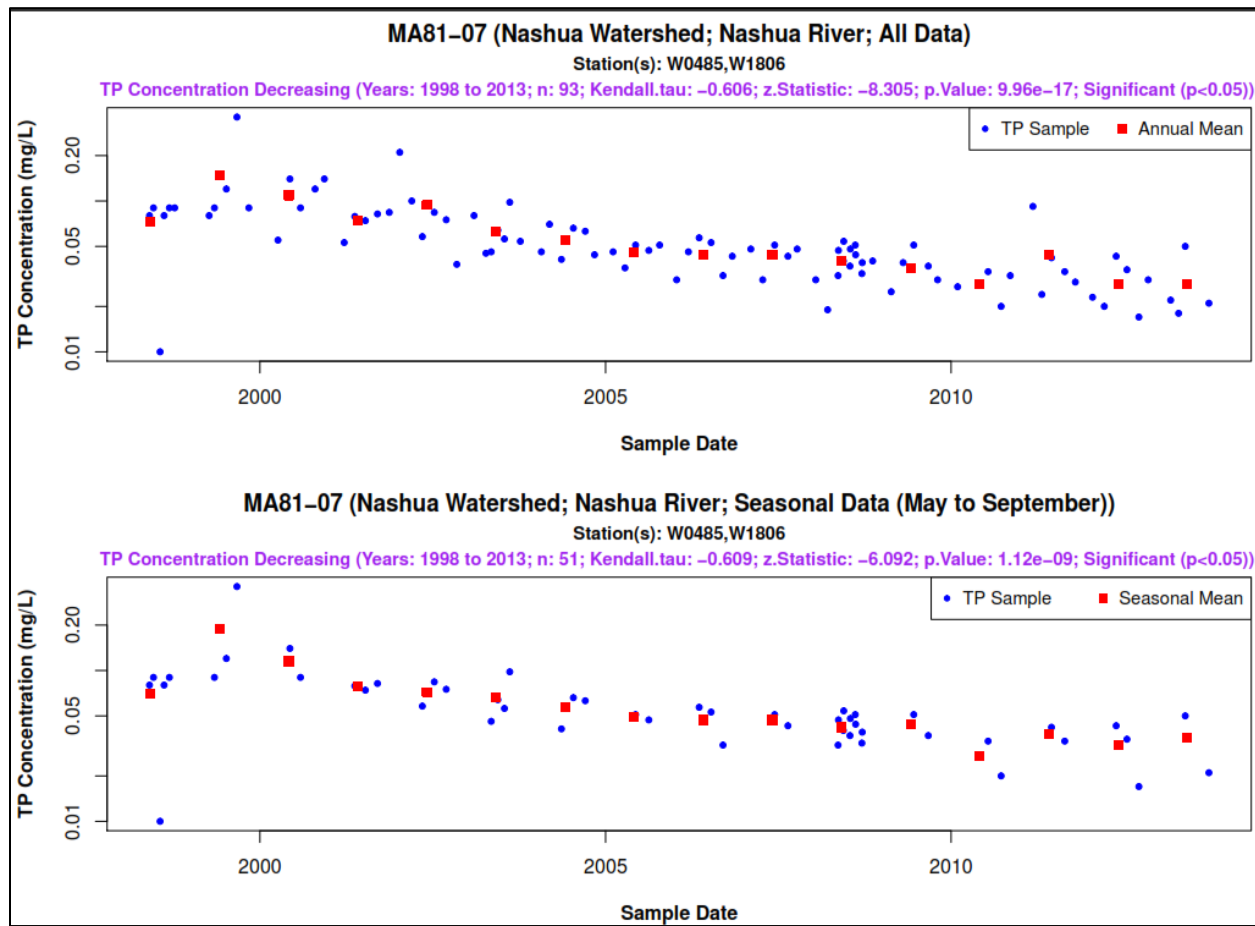 MA81−07 (Nashua Watershed; Nashua River; All Data)
Station(s): W0485,W1806
TP Concentration Decreasing (Years: 1998 to 2013; n: 93; Kendall.tau: −0.606; z.Statistic: −8.305; p.Value: 9.96e−17; Significant (p<0.05))
TP Sample Annual Mean
TP Concentration (mg/L)
0.20
0.05
0.01
2000 2005 2010
Sample Date
MA81−07 (Nashua Watershed; Nashua River; Seasonal Data (May to September))
Station(s): W0485,W1806
TP Concentration Decreasing (Years: 1998 to 2013; n: 51; Kendall.tau: −0.609; z.Statistic: −6.092; p.Value: 1.12e−09; Significant (p<0.05))
TP Sample Seasonal Mean
TP Concentration (mg/L)
0.20
0.05
0.01
2000 2005 2010
Sample Date